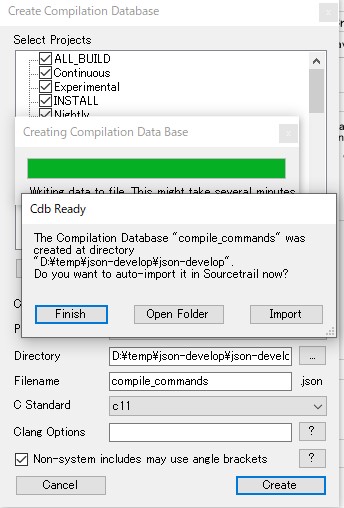 Create Compilation Database
Select Projects
ALL_BUILD
Continuous
Experimental
INSTALL
Nightly
Creating Compilation Data Base
Writing data to file. This might take several minutes
Cdb Ready
The Compilation Database "compile_commands" was
created at directory
"D:¥temp¥json-develop¥json-develop".
Do you want to auto-import it in Sourcetrail now?
Finish
Open Folder
Import
Directory
D:¥temp¥json-develop¥json-develc
...
Filename
compile_commands
.json
C Standard
c11
Clang Options
?
Non-system includes may use angle brackets
?
Cancel
Create